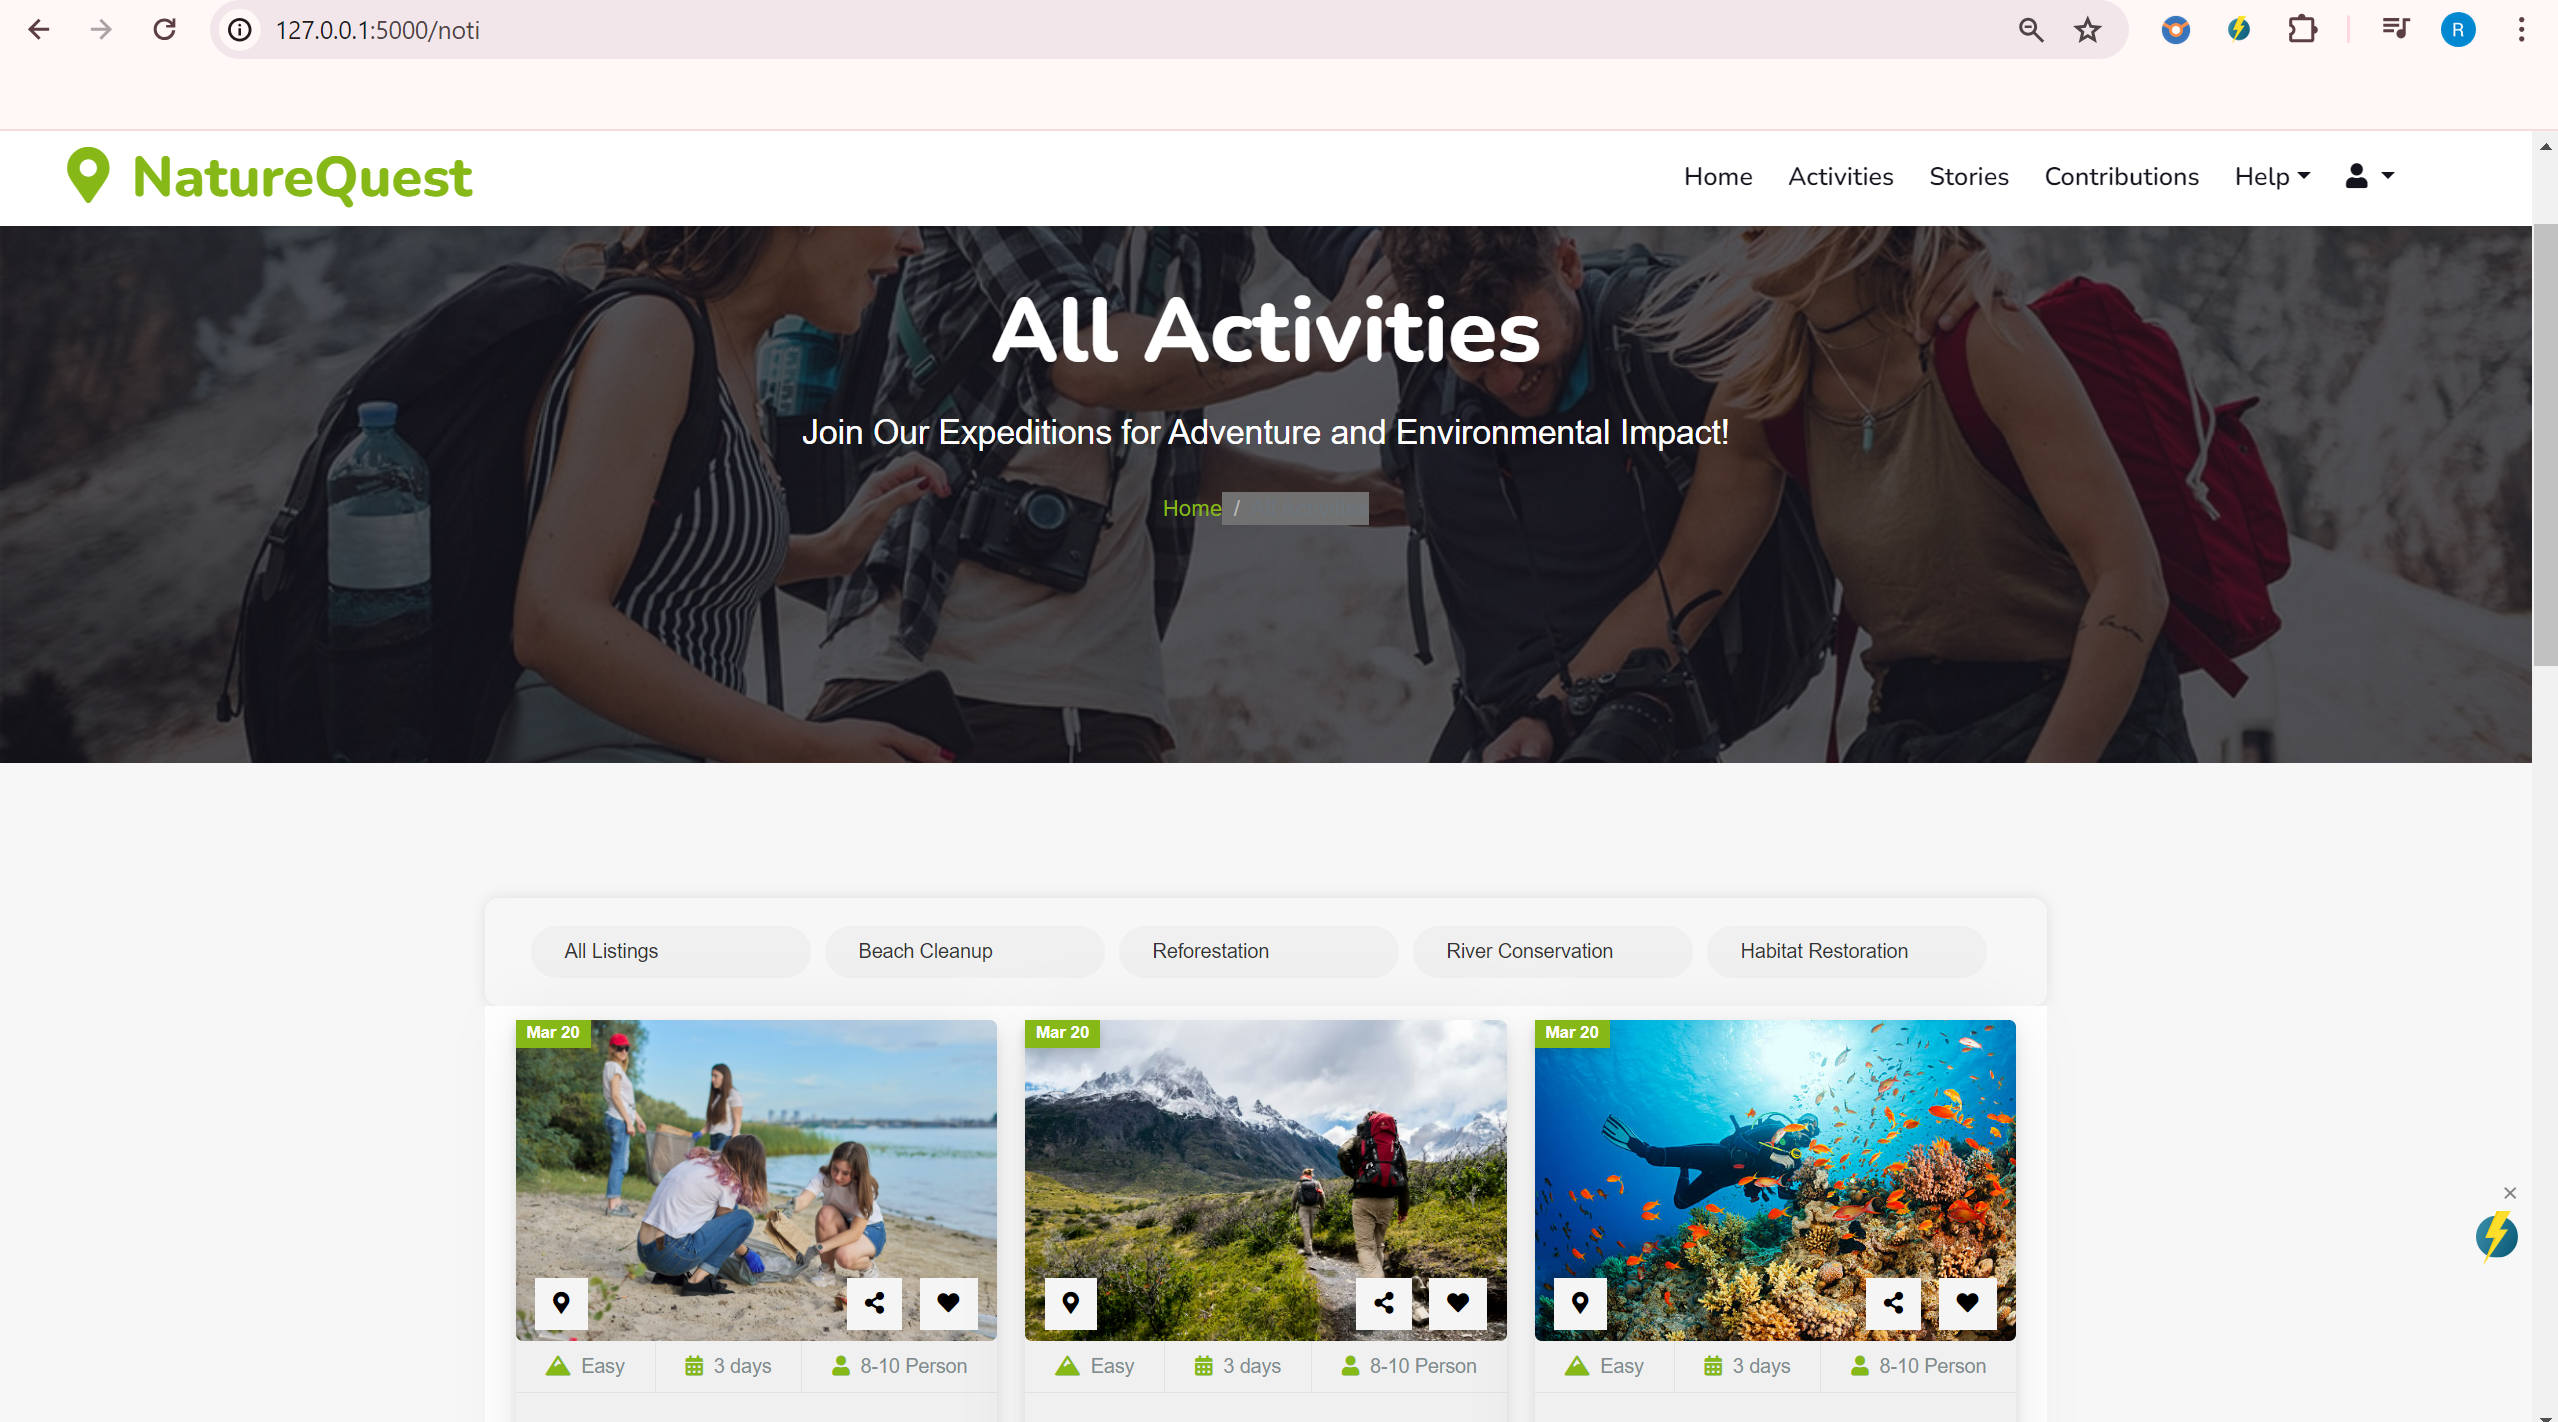 127.0.0.1:5000/noti
R
NatureQuest
Home Activities Stories Contributions Help
All Activities
Join Our Expeditions for Adventure and Environmental Impact!
Home /
All Listings Beach Cleanup Reforestation River Conservation Habitat Restoration
Mar 20 Mar 20 Mar 20
Easy 3 days 8-10 Person Easy 3 days 8-10 Person Easy 3 days 8-10 Person